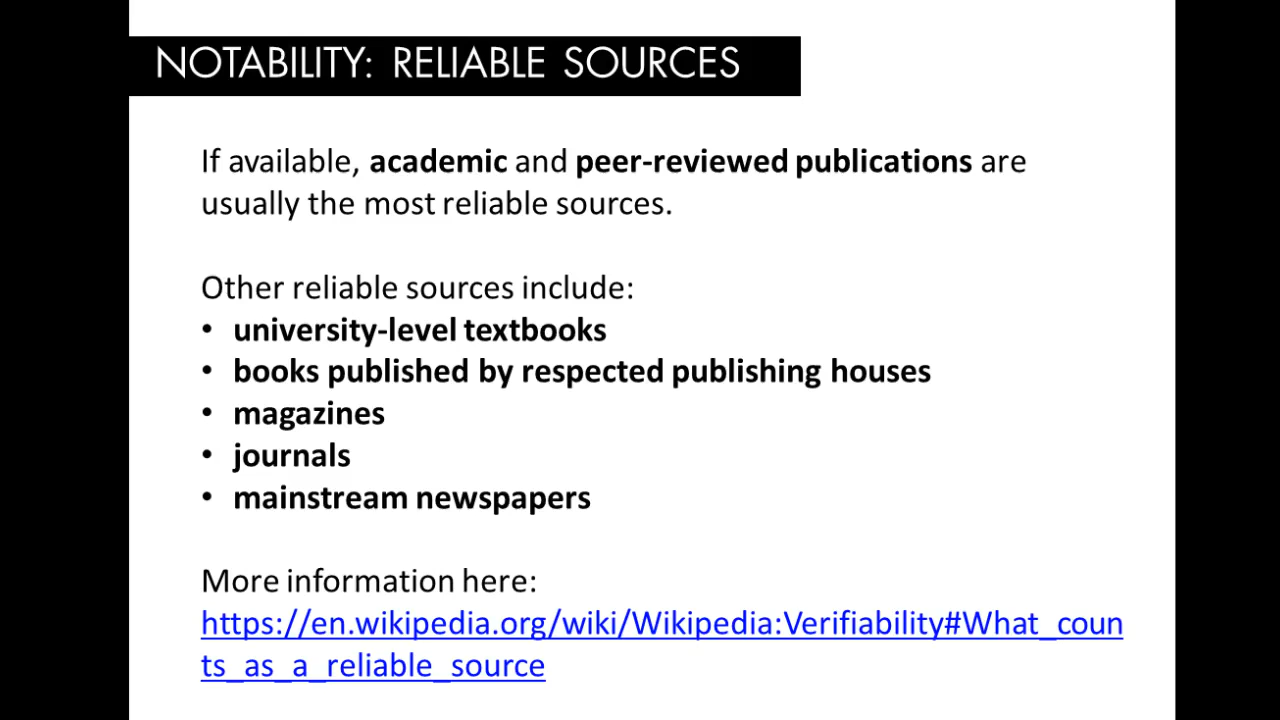 NOTABILITY: RELIABLE SOURCES
If available, academic and peer-reviewed publications are
usually the most reliable sources.
Other reliable sources include:
• university-level textbooks
• books published by respected publishing houses
• magazines
• journals
• mainstream newspapers
More information here:
https://en.wikipedia.org/wiki/Wikipedia:Verifiability#What_coun
ts_as_a_reliable_source